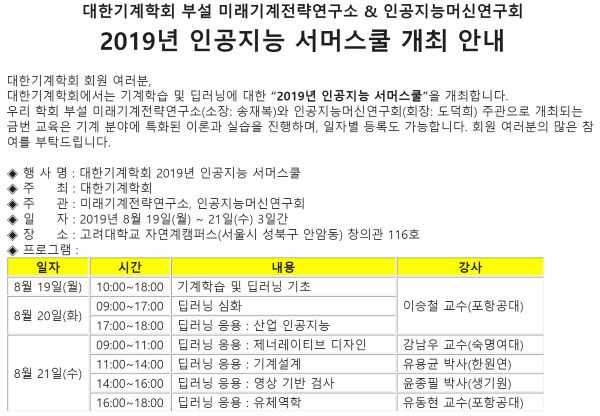 대한기계학회 부설 미래기계전략연구소 & 인공지능머신연구회
2019년 인공지능 서머스쿨 개최 안내
대한기계학회 회원 여러분,
대한기계학회에서는 기계학습 및 딥러닝에 대한 “2019년 인공지능 서머스쿨”을 개최합니다.
우리 학회 부설 미래기계전략연구소(소장: 송재복)와 인공지능머신연구회(회장: 도덕희) 주관으로 개최되는
금번 교육은 기계 분야에 특화된 이론과 실습을 진행하며, 일자별 등록도 가능합니다. 회원 여러분의 많은 참
여를 부탁드립니다.
◈ 행 사 명 : 대한기계학회 2019년 인공지능 서머스쿨
◈ 주 최 : 대한기계학회
◈ 주 관 : 미래기계전략연구소, 인공지능머신연구회
◈ 일 자 : 2019년 8월 19일(월) ~ 21일(수) 3일간
◈ 장 소 : 고려대학교 자연계캠퍼스(서울시 성북구 안암동) 창의관 116호
◈ 프로그램 :
일자 시간 내용 강사
8월 19일(월) 10:00~18:00 기계학습 및 딥러닝 기초 이승철 교수(포항공대)
8월 20일(화) 09:00~17:00 딥러닝 심화
17:00~18:00 딥러닝 응용 : 산업 인공지능
8월 21일(수) 09:00~11:00 딥러닝 응용 : 제너레이티브 디자인 강남우 교수(숙명여대)
11:00~14:00 딥러닝 응용 : 기계설계 유용균 박사(한원연)
14:00~16:00 딥러닝 응용 : 영상 기반 검사 윤종필 박사(생기원)
16:00~18:00 딥러닝 응용 : 유체역학 유동현 교수(포항공대)